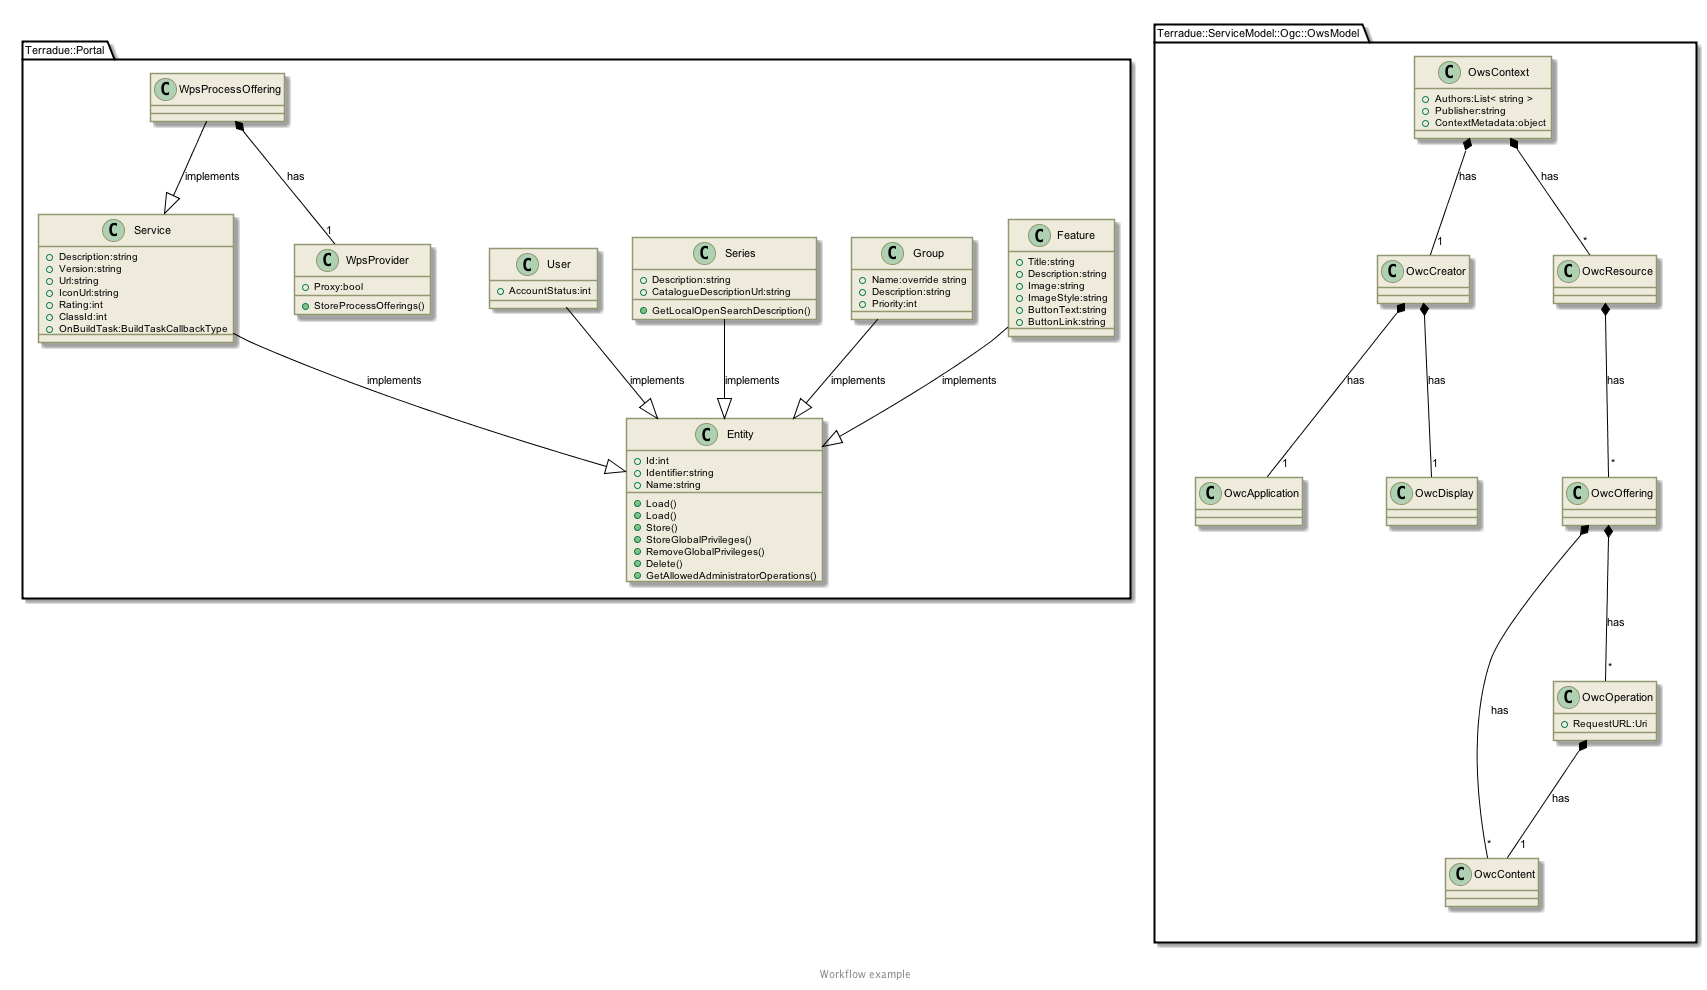 Terradue::Portal
C WpsProcessOffering
implements
has
1
C Service
Description:string
Version:string
Url:string
IconUrl:string
Rating:int
ClassId:int
OnBuildTask:BuildTaskCallbackType
C WpsProvider
Proxy:bool
StoreProcessOfferings()
C User
AccountStatus:int
C Series
Description:string
CatalogueDescriptionUrl:string
GetLocalOpenSearchDescription()
C Group
Name:override string
Description:string
Priority:int
C Feature
Title:string
Description:string
Image:string
ImageStyle:string
ButtonText:string
ButtonLink:string
implements
implements
implements
implements
implements
C Entity
Id:int
Identifier:string
Name:string
Load()
Load()
Store()
StoreGlobalPrivileges()
RemoveGlobalPrivileges()
Delete()
GetAllowedAdministratorOperations()
Terradue::ServiceModel::Ogc::OwsModel
C OwsContext
Authors:List< string >
Publisher:string
ContextMetadata:object
has
has
1
*
C OwcCreator
C OwcResource
has
has
has
1
1
*
C OwcApplication
C OwcDisplay
C OwcOffering
has
*
C OwcOperation
RequestURL:Uri
has
has
*
1
C OwcContent
Workflow example